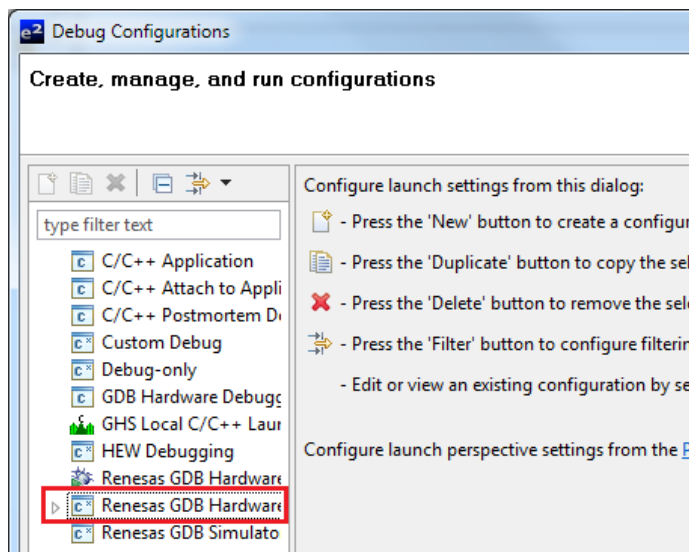 e² Debug Configurations
Create, manage, and run configurations
Configure launch settings from this dialog:
type filter text
- Press the 'New' button to create a configur
C/C++ Application
- Press the 'Duplicate' button to copy the sel
C/C++ Attach to Appli
C/C++ Postmortem D
- Press the 'Delete' button to remove the sel
Custom Debug
- Press the 'Filter' button to configure filterin
Debug-only
- Edit or view an existing configuration by se
GDB Hardware Debugg
GHS Local C/C++ Laun
HEW Debugging
Configure launch perspective settings from the P
Renesas GDB Hardware
Renesas GDB Hardware
Renesas GDB Simulato